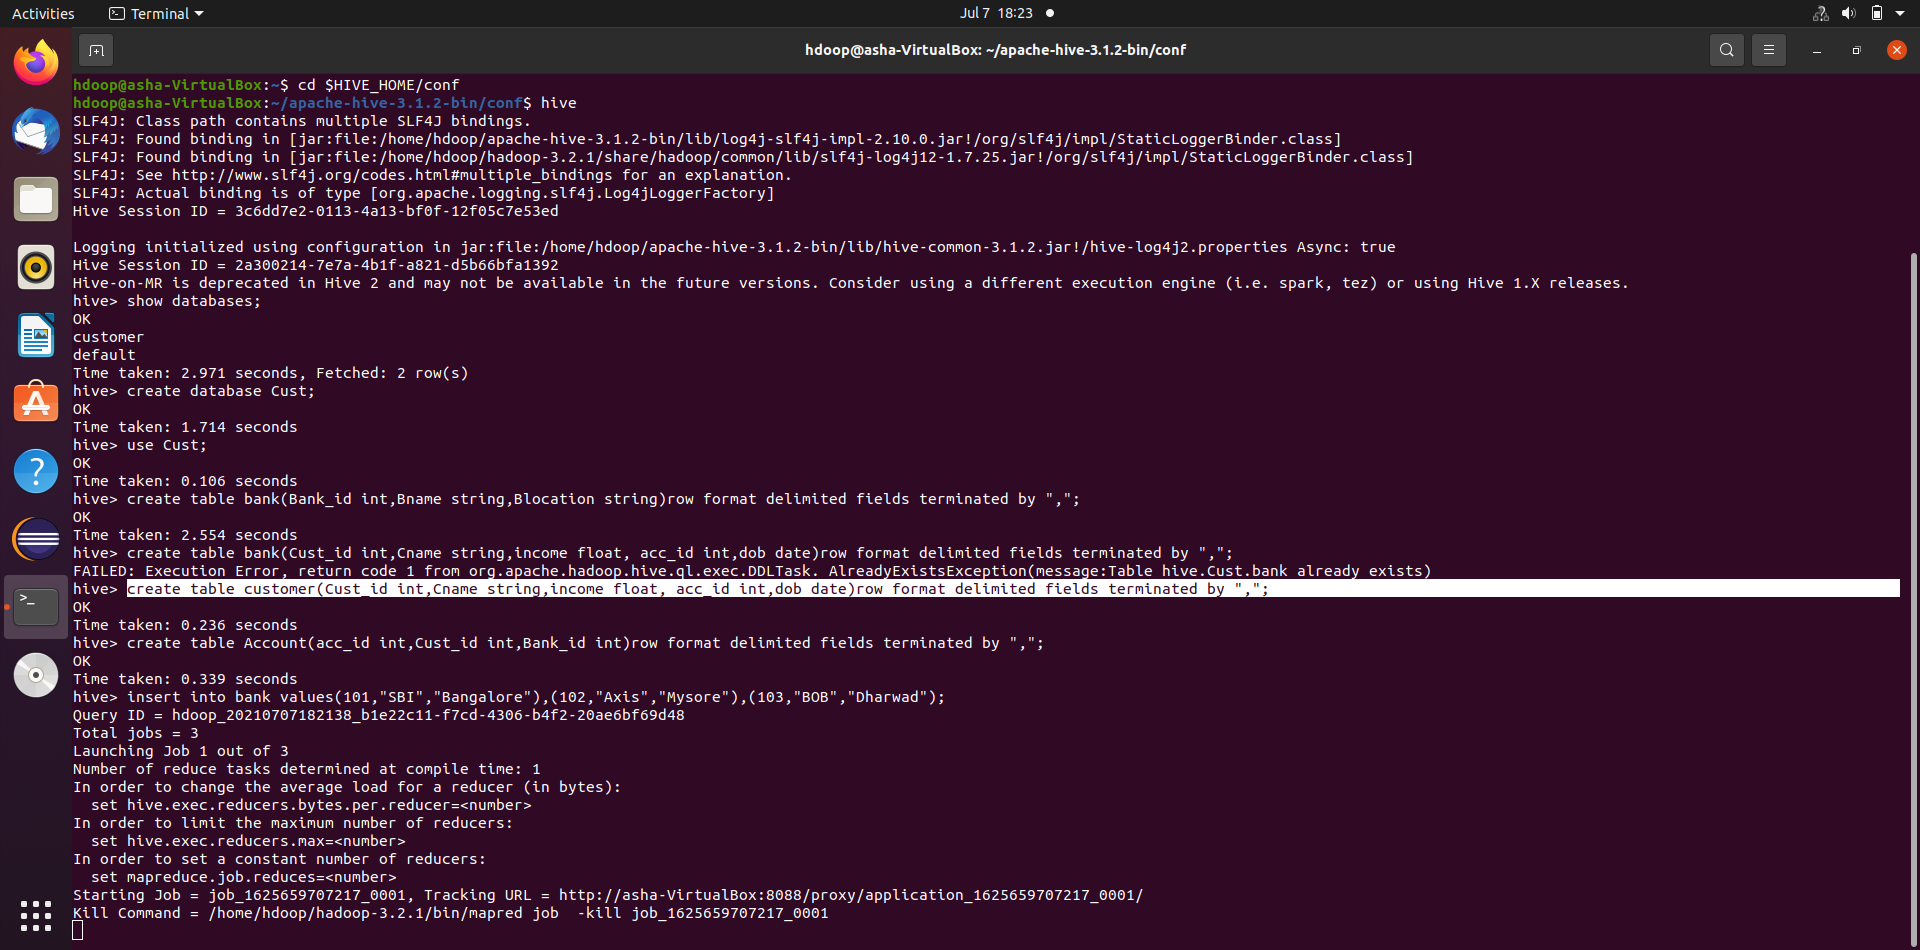 Activities
Terminal
Jul 7 18:23
hdoop@asha-VirtualBox: ~/apache-hive-3.1.2-bin/conf
hdoop@asha-VirtualBox:~$ cd $HIVE_HOME/conf
hdoop@asha-VirtualBox:~/apache-hive-3.1.2-bin/conf$ hive
SLF4J: Class path contains multiple SLF4J bindings.
SLF4J: Found binding in [jar:file:/home/hdoop/apache-hive-3.1.2-bin/lib/log4j-slf4j-impl-2.10.0.jar!/org/slf4j/impl/StaticLoggerBinder.class]
SLF4J: Found binding in [jar:file:/home/hdoop/hadoop-3.2.1/share/hadoop/common/lib/slf4j-log4j12-1.7.25.jar!/org/slf4j/impl/StaticLoggerBinder.class]
SLF4J: See http://www.slf4j.org/codes.html#multiple_bindings for an explanation.
SLF4J: Actual binding is of type [org.apache.logging.slf4j.Log4jLoggerFactory]
Hive Session ID = 3c6dd7e2-0113-4a13-bf0f-12f05c7e53ed
Logging initialized using configuration in jar:file:/home/hdoop/apache-hive-3.1.2-bin/lib/hive-common-3.1.2.jar!/hive-log4j2.properties Async: true
Hive Session ID = 2a300214-7e7a-4b1f-a821-d5b66bfa1392
Hive-on-MR is deprecated in Hive 2 and may not be available in the future versions. Consider using a different execution engine (i.e. spark, tez) or using Hive 1.X releases.
hive> show databases;
OK
customer
default
Time taken: 2.971 seconds, Fetched: 2 row(s)
hive> create database Cust;
OK
Time taken: 1.714 seconds
hive> use Cust;
OK
Time taken: 0.106 seconds
hive> create table bank(Bank_id int,Bname string,Blocation string)row format delimited fields terminated by ",";
OK
Time taken: 2.554 seconds
hive> create table bank(Cust_id int,Cname string,income float, acc_id int,dob date)row format delimited fields terminated by ",";
FAILED: Execution Error, return code 1 from org.apache.hadoop.hive.ql.exec.DDLTask. AlreadyExistsException(message:Table hive.Cust.bank already exists)
hive> create table customer(Cust_id int,Cname string,income float, acc_id int,dob date)row format delimited fields terminated by ",";
OK
Time taken: 0.236 seconds
hive> create table Account(acc_id int,Cust_id int,Bank_id int)row format delimited fields terminated by ",";
OK
Time taken: 0.339 seconds
hive> insert into bank values(101,"SBI","Bangalore"),(102,"Axis","Mysore"),(103,"BOB","Dharwad");
Query ID = hdoop_20210707182138_b1e22c11-f7cd-4306-b4f2-20ae6bf69d48
Total jobs = 3
Launching Job 1 out of 3
Number of reduce tasks determined at compile time: 1
In order to change the average load for a reducer (in bytes):
  set hive.exec.reducers.bytes.per.reducer=<number>
In order to limit the maximum number of reducers:
  set hive.exec.reducers.max=<number>
In order to set a constant number of reducers:
  set mapreduce.job.reduces=<number>
Starting Job = job_1625659707217_0001, Tracking URL = http://asha-VirtualBox:8088/proxy/application_1625659707217_0001/
Kill Command = /home/hdoop/hadoop-3.2.1/bin/mapred job  -kill job_1625659707217_0001